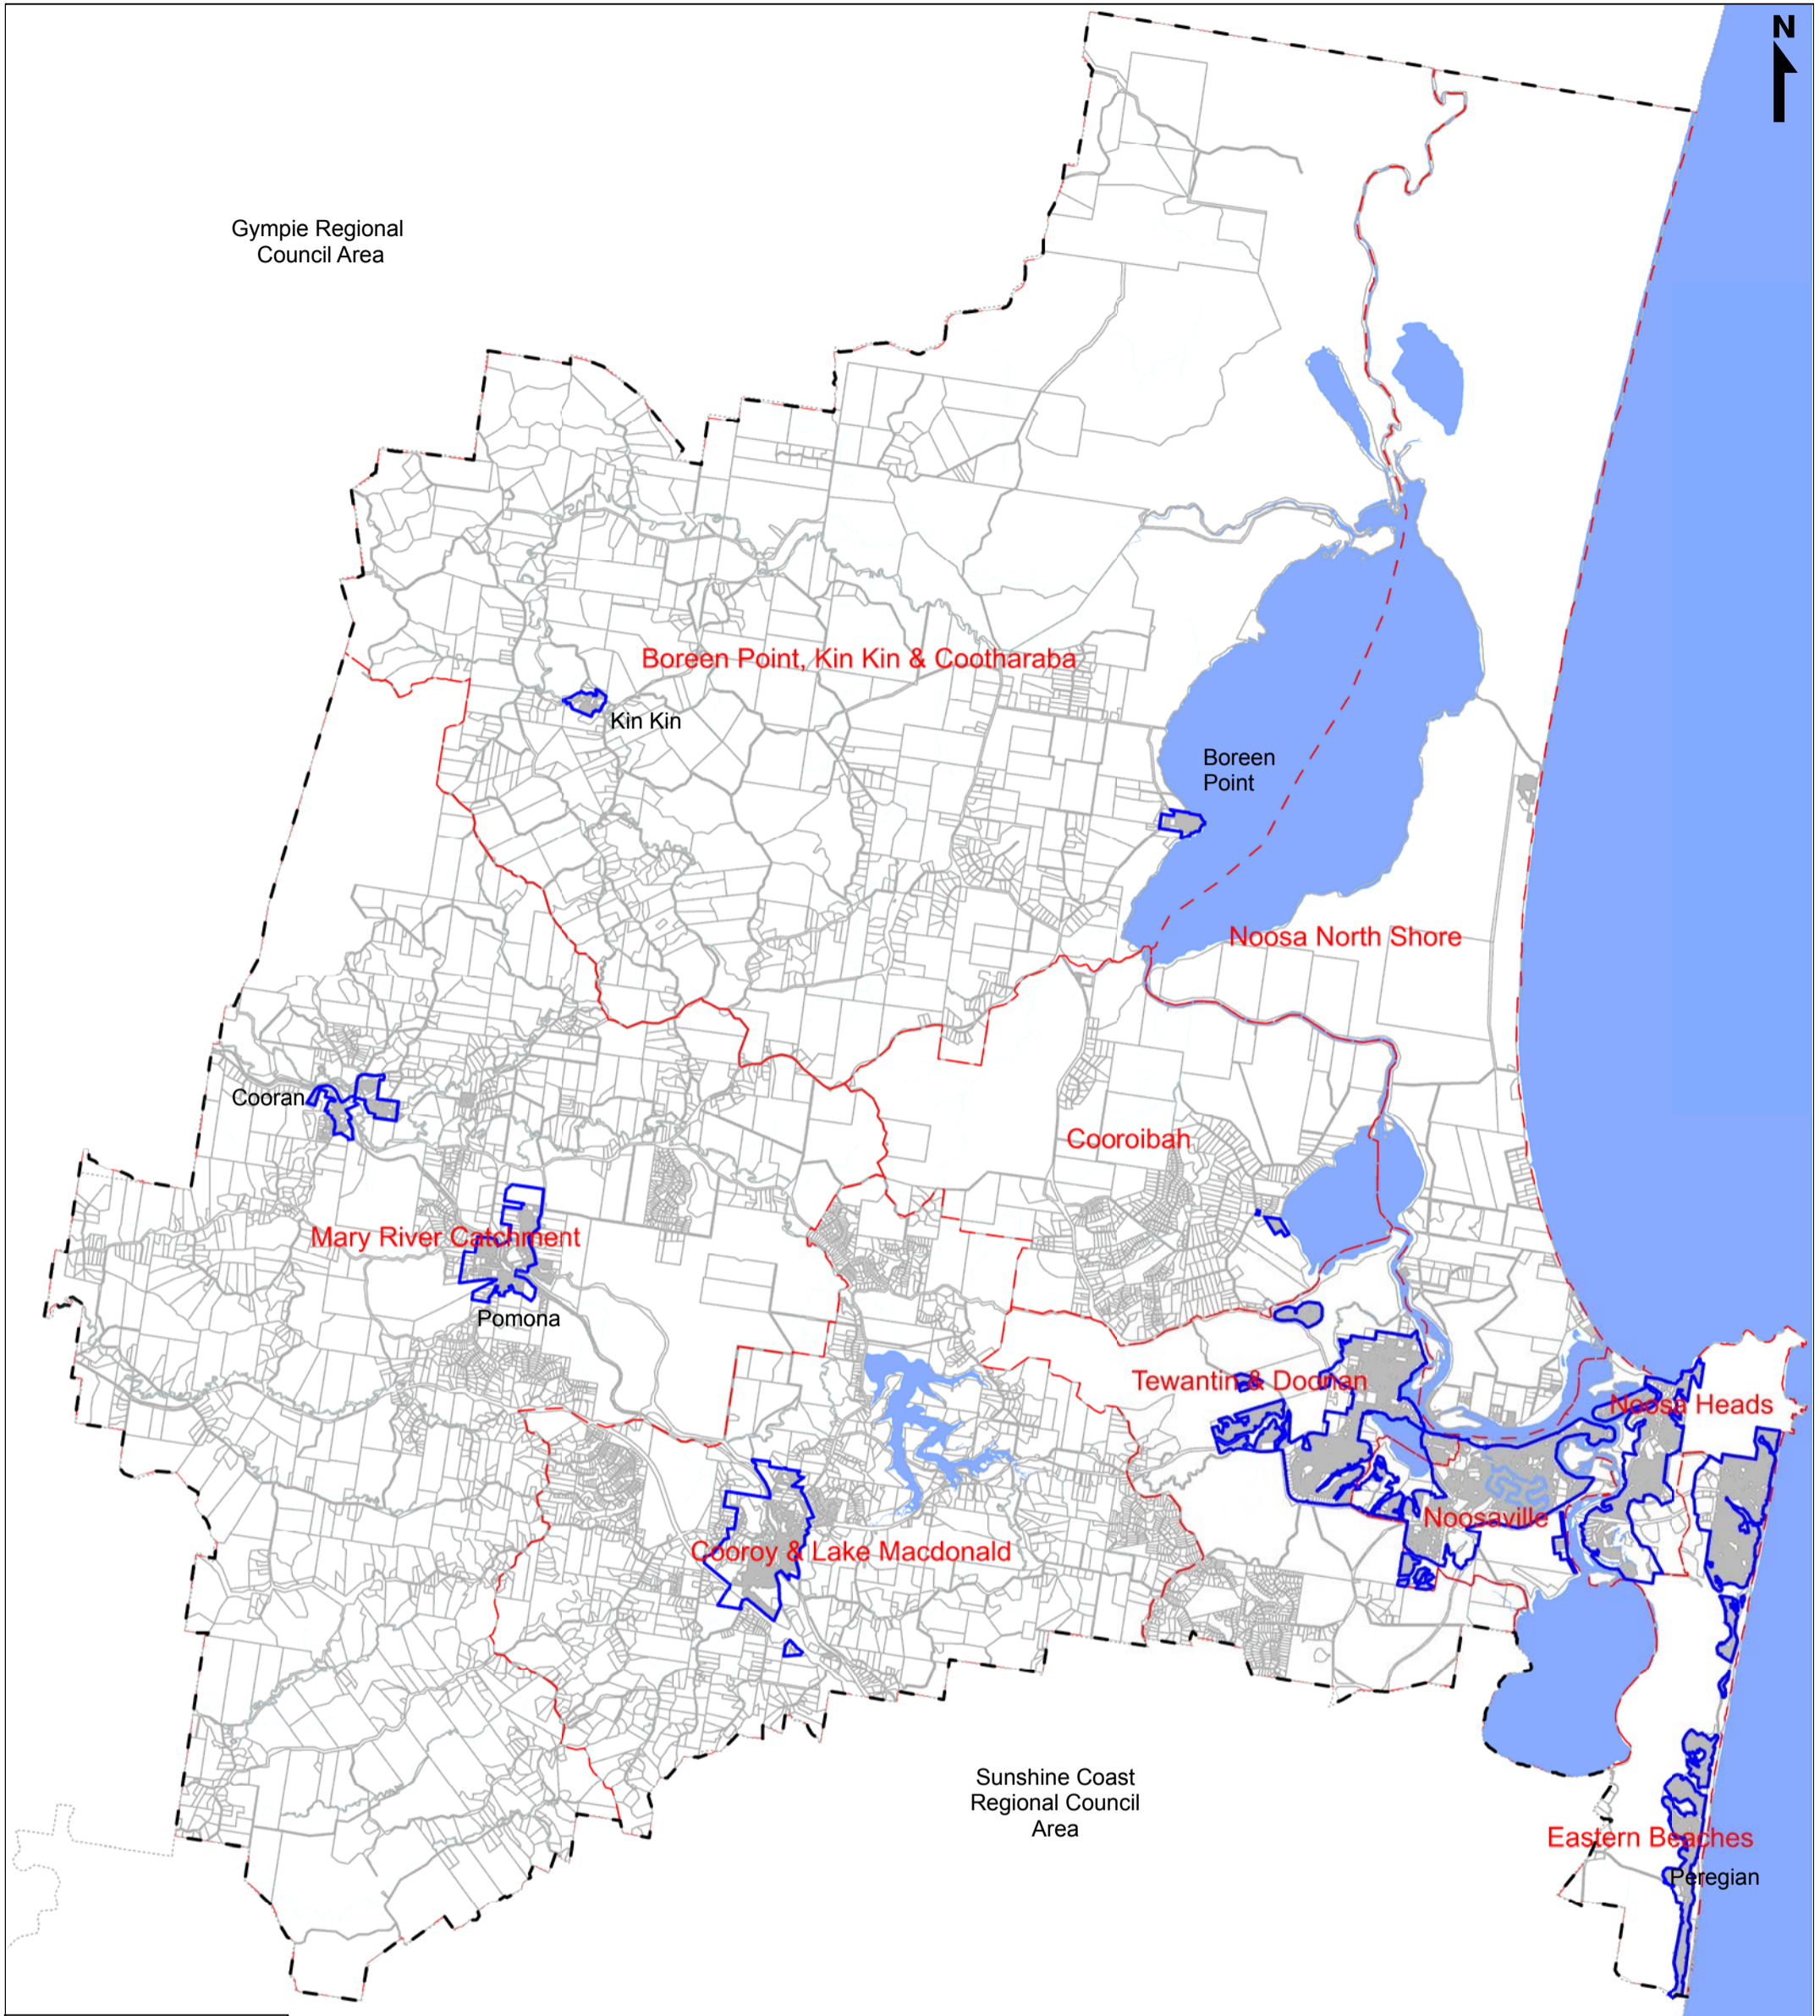 N
Gympie Regional
Council Area
Boreen Point, Kin Kin & Cootharaba
Kin Kin
Boreen
Point
Noosa North Shore
Cooran
Cooroibah
Mary River Catchment
Pomona
Tewantin & Doonan
Noosa Heads
Noosaville
Cooroy & Lake Macdonald
Sunshine Coast
Regional Council
Area
Eastern Beaches
Peregian